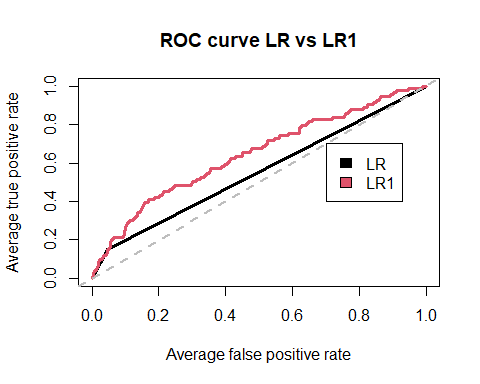 ROC curve LR vs LR1
Average true positive rate
1.0
0.8
0.6
0.4
0.2
0.0
LR
LR1
0.0 0.2 0.4 0.6 0.8 1.0
Average false positive rate